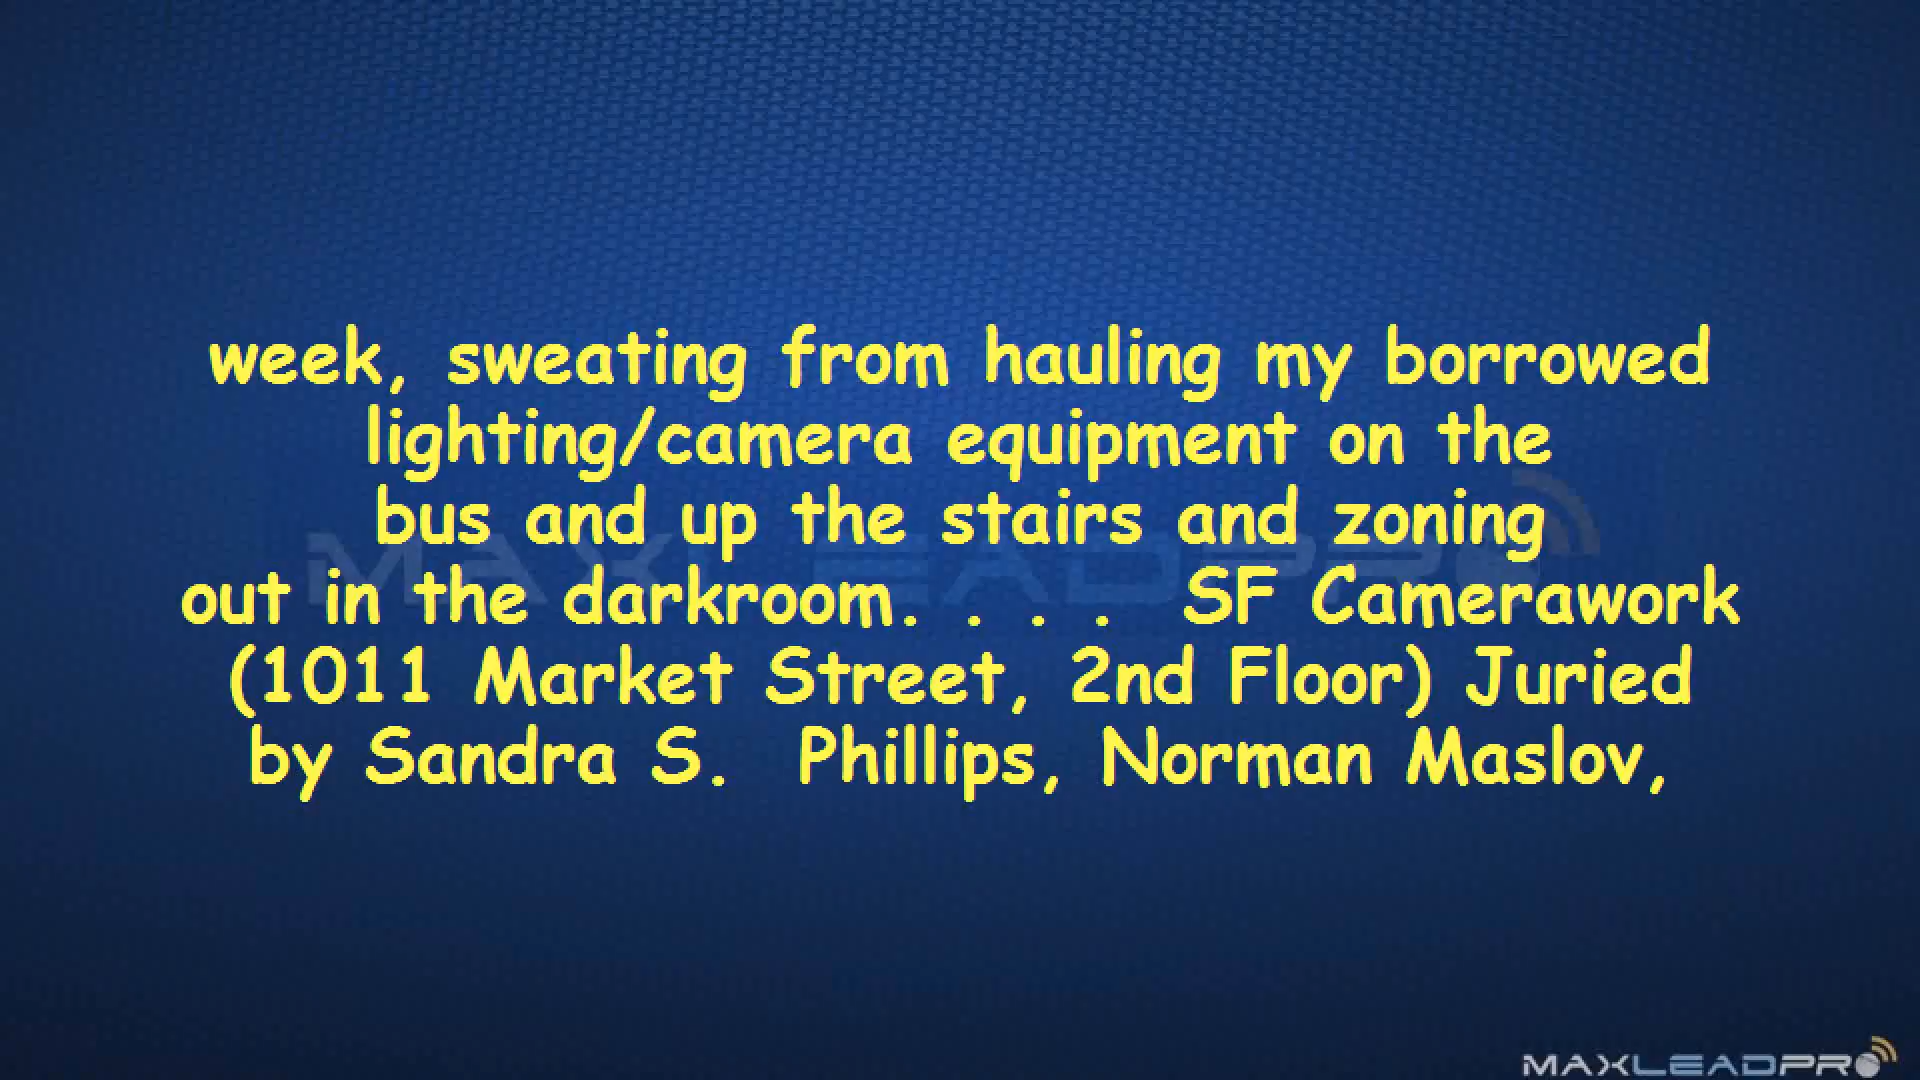 week, sweating from hauling my borrowed
lighting/camera equipment on the
bus and up the stairs and zoning
out in the darkroom. . . .  SF Camerawork
(1011 Market Street, 2nd Floor) Juried
by Sandra S.  Phillips, Norman Maslov,
MAXLEADPRO
MAXLEADPRO